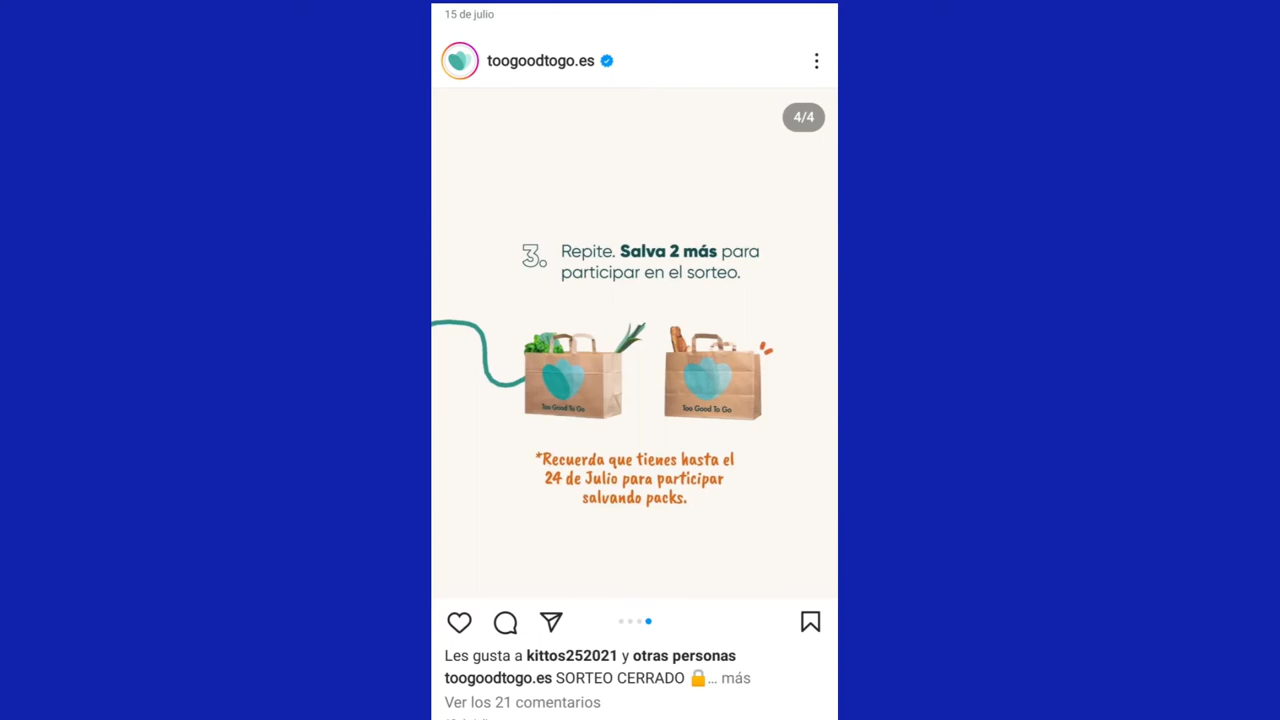 15 de julio
toogoodtogo.es
4/4
3. Repite. Salva 2 más para
participar en el sorteo.
Too Good To Go
Too Good To Go
*Recuerda que tienes hasta el
24 de Julio para participar
salvando packs.
Les gusta a kittos252021 y otras personas
toogoodtogo.es SORTEO CERRADO 🔒... más
Ver los 21 comentarios